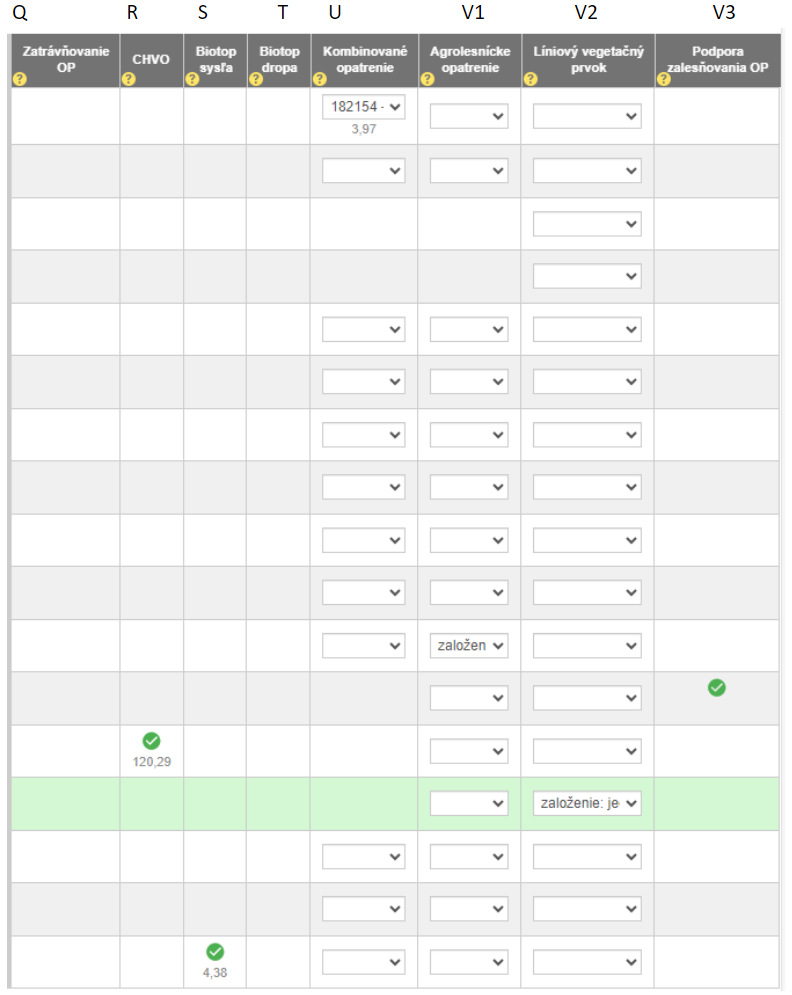 Q R S T U V1 V2 V3
Zatrávňovanie OP
?
CHVO
?
Biotop sysľa
?
Biotop dropa
?
Kombinované opatrenie
?
Agrolesnícke opatrenie
?
Líniový vegetačný prvok
?
Podpora zalesňovania OP
?
182154 -
3,97
založen
120,29
založenie: je
4,38